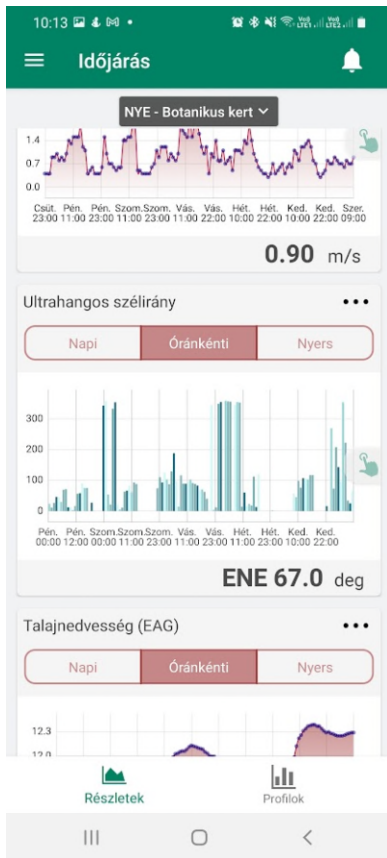 10:13
Időjárás
NYE - Botanikus kert
1.4
0.7
0.0
Csüt. Pén. Pén. Szom.Szom. Vás. Vás. Hét. Hét. Ked. Ked. Szer.
23:00 11:00 23:00 11:00 23:00 11:00 22:00 10:00 22:00 10:00 22:00 09:00
0.90 m/s
Ultrahangos szélirány
Napi Óránkénti Nyers
300
200
100
0
Pén. Pén. Szom.Szom.Szom. Vás. Vás. Hét. Hét. Ked. Ked.
00:00 12:00 00:00 11:00 23:00 11:00 23:00 11:00 23:00 10:00 22:00
ENE 67.0 deg
Talajnedvesség (EAG)
Napi Óránkénti Nyers
12.3
12.0
Részletek Profilok